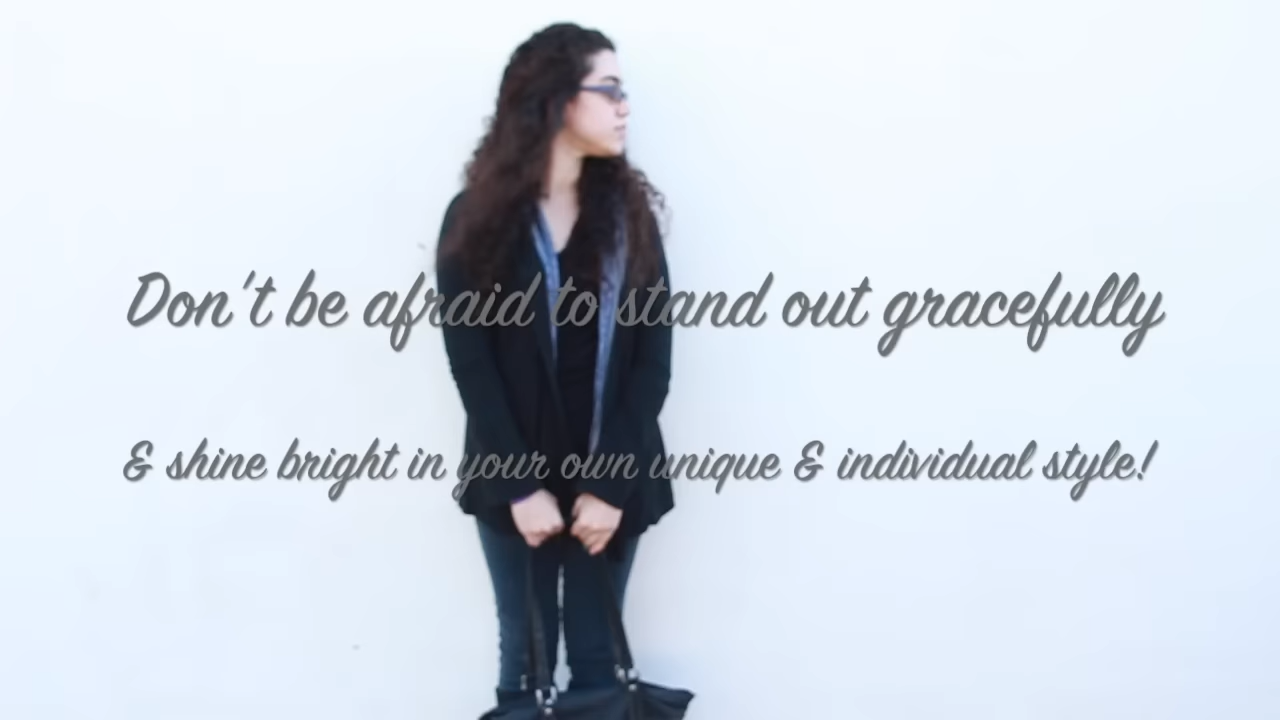 Don't be afraid to stand out gracefully
& shine bright in your own unique & individual style!